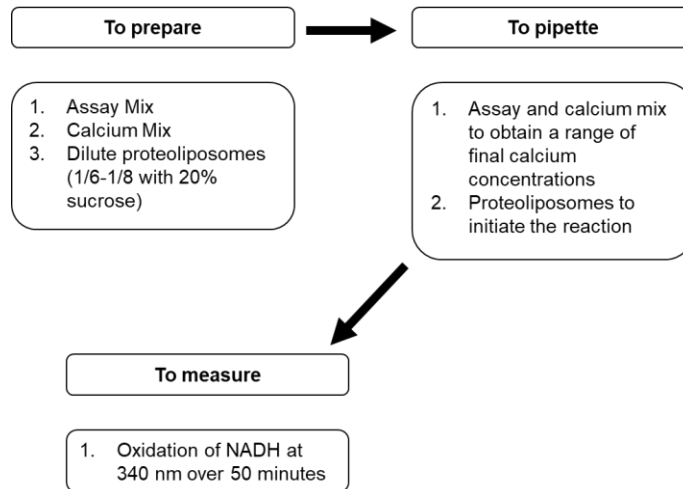 To prepare
To pipette
1. Assay Mix
2. Calcium Mix
3. Dilute proteoliposomes
(1/6-1/8 with 20%
sucrose)
1. Assay and calcium mix
to obtain a range of
final calcium
concentrations
2. Proteoliposomes to
initiate the reaction
To measure
1. Oxidation of NADH at
340 nm over 50 minutes